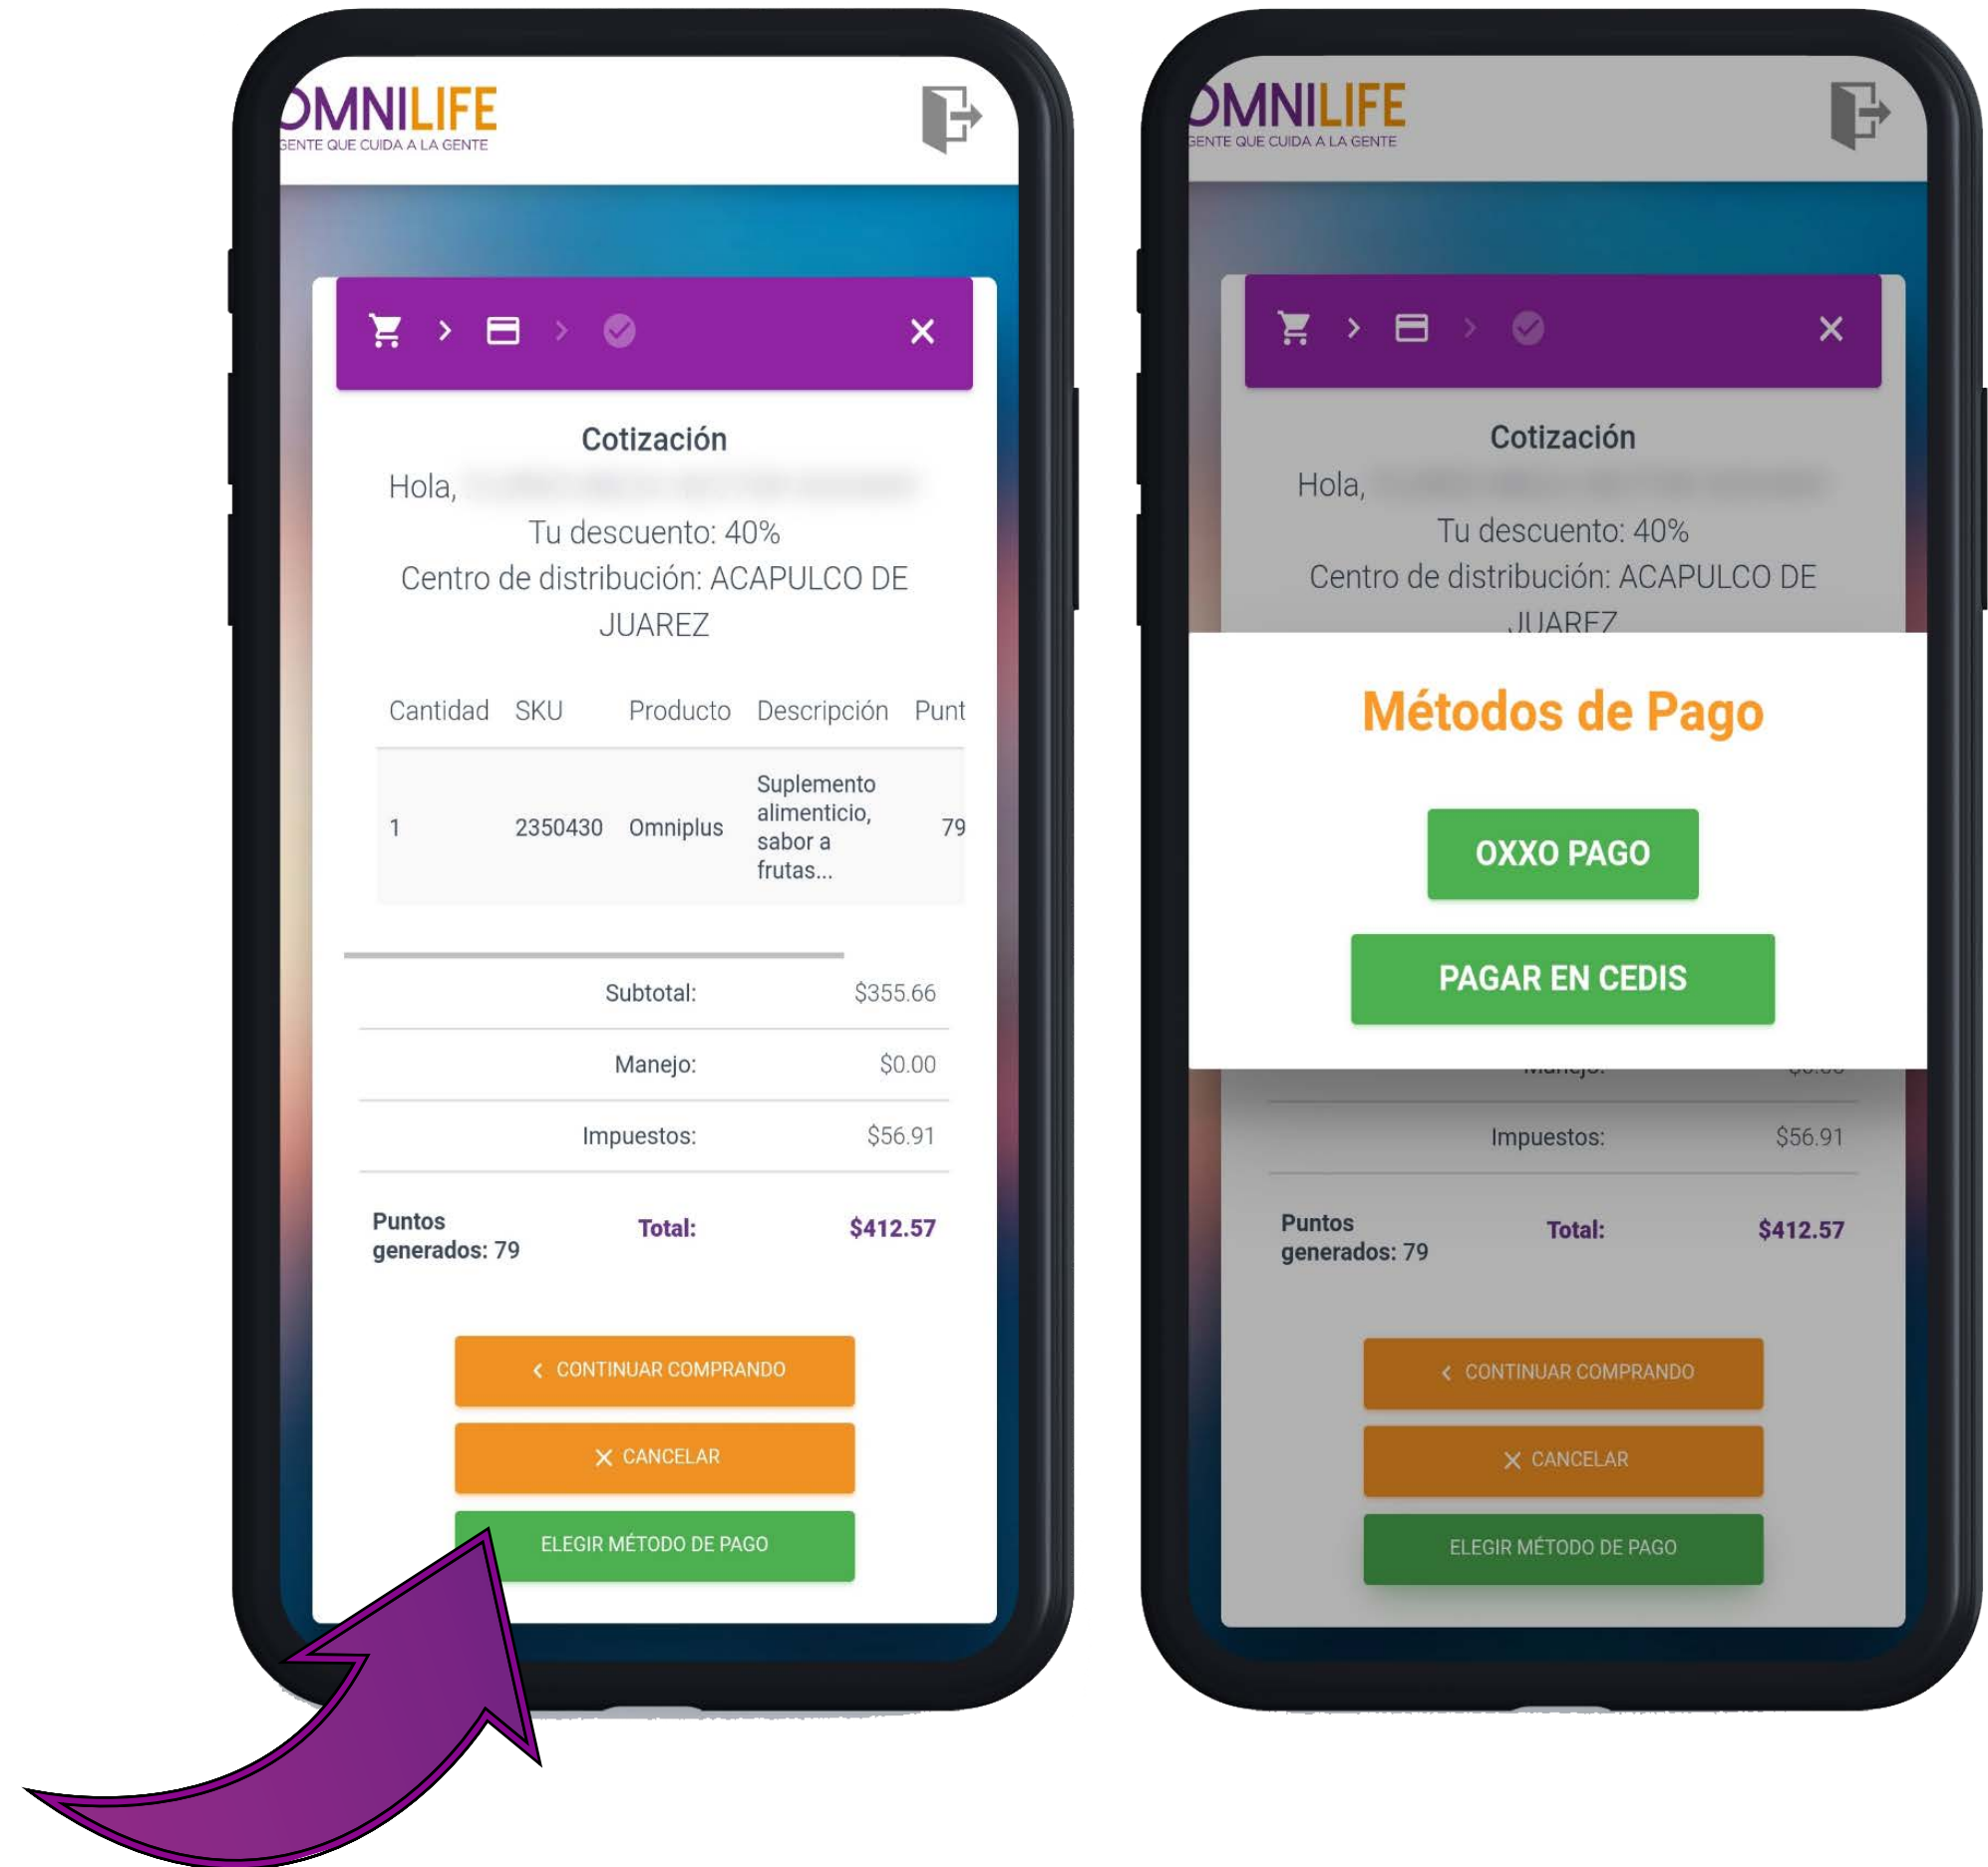 OMNILIFE
GENTE QUE CUIDA A LA GENTE
Cotización
Hola,
Tu descuento: 40%
Centro de distribución: ACAPULCO DE
JUAREZ
Cantidad SKU Producto Descripción Punt
1 2350430 Omniplus Suplemento alimenticio, sabor a frutas... 79
Subtotal: $355.66
Manejo: $0.00
Impuestos: $56.91
Puntos generados: 79 Total: $412.57
CONTINUAR COMPRANDO
CANCELAR
ELEGIR MÉTODO DE PAGO
OMNILIFE
GENTE QUE CUIDA A LA GENTE
Cotización
Hola,
Tu descuento: 40%
Centro de distribución: ACAPULCO DE
JUAREZ
Métodos de Pago
OXXO PAGO
PAGAR EN CEDIS
Manejo: $0.00
Impuestos: $56.91
Puntos generados: 79 Total: $412.57
CONTINUAR COMPRANDO
CANCELAR
ELEGIR MÉTODO DE PAGO